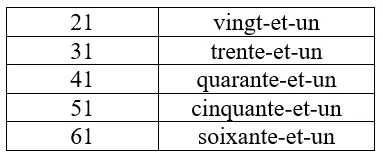 21 vingt-et-un
31 trente-et-un
41 quarante-et-un
51 cinquante-et-un
61 soixante-et-un